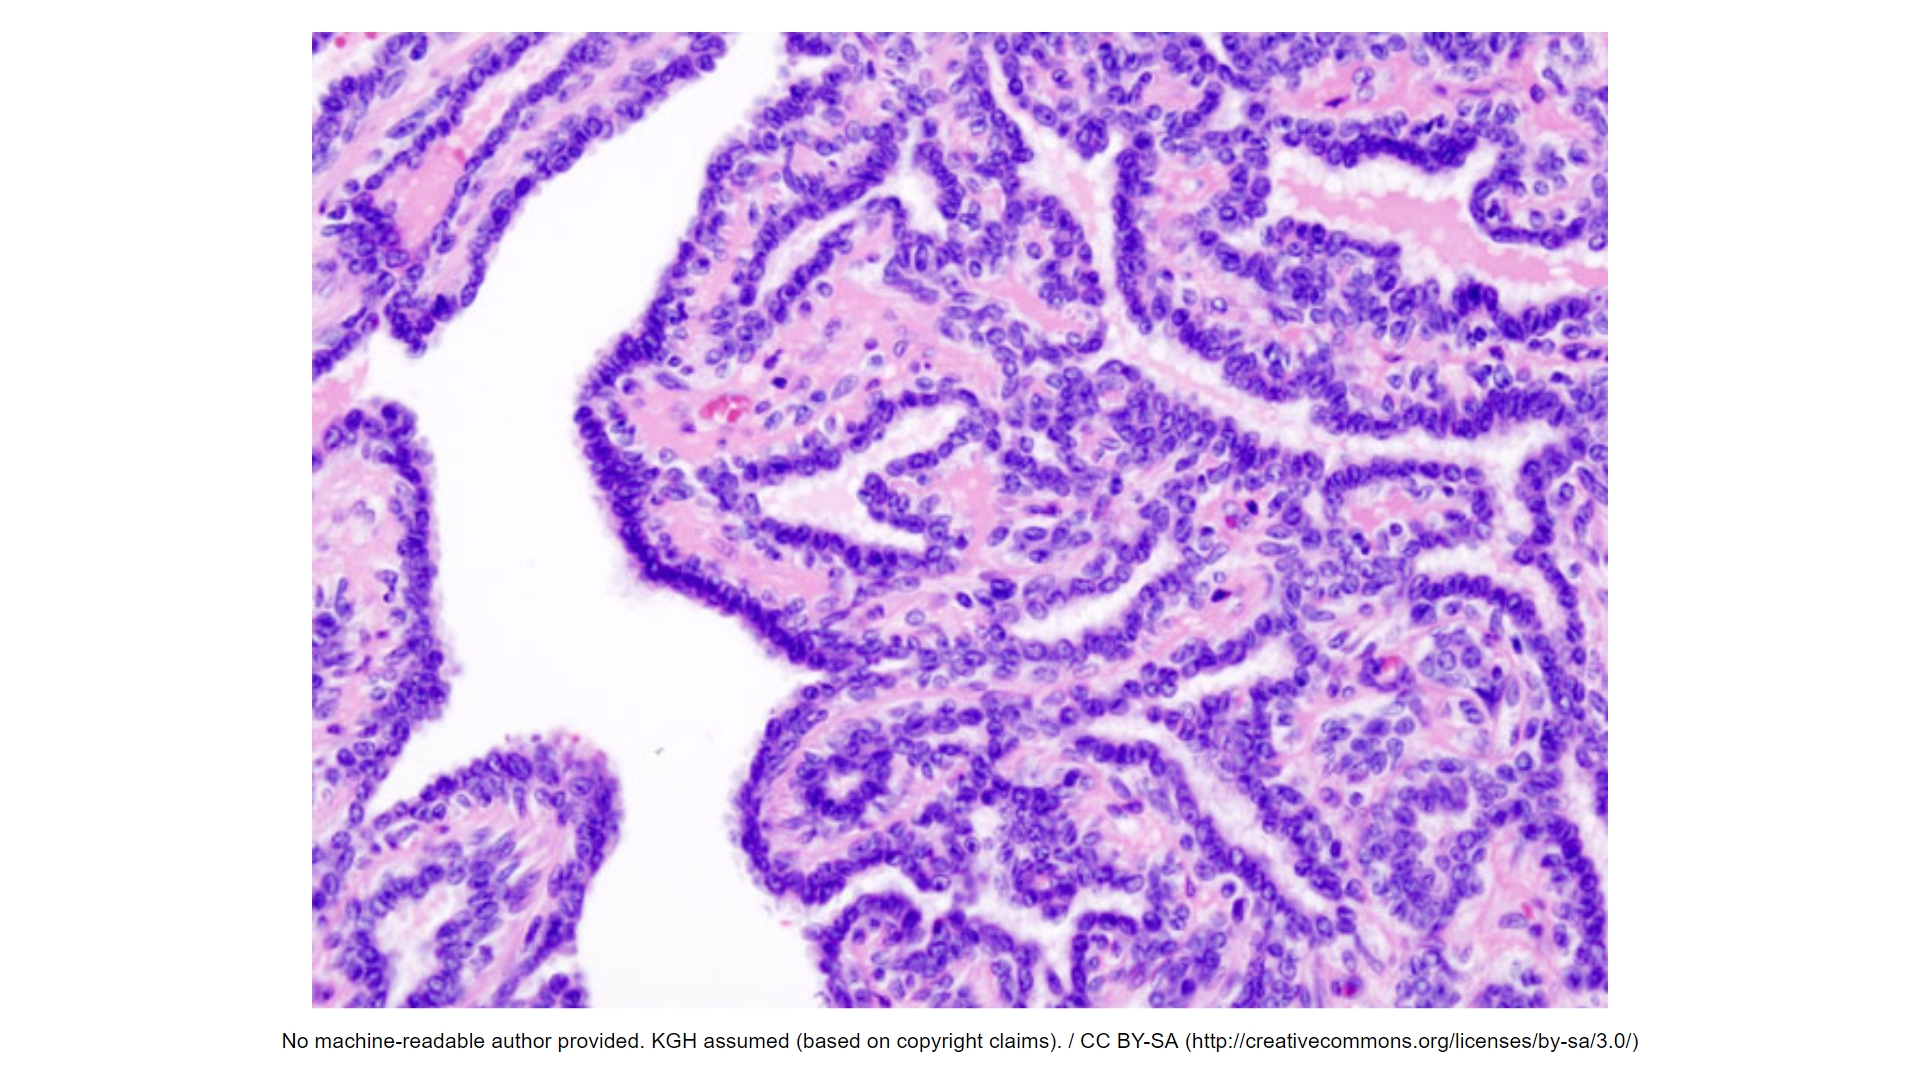 No machine-readable author provided. KGH assumed (based on copyright claims). / CC BY-SA (http://creativecommons.org/licenses/by-sa/3.0/)